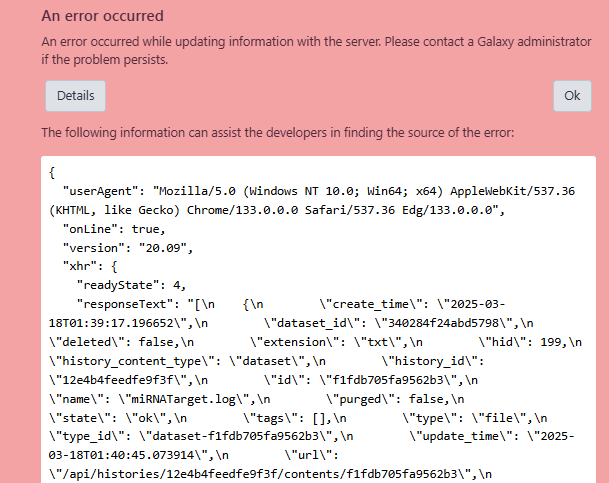 An error occurred
An error occurred while updating information with the server. Please contact a Galaxy administrator
if the problem persists.
Details
Ok
The following information can assist the developers in finding the source of the error:
{
  "userAgent": "Mozilla/5.0 (Windows NT 10.0; Win64; x64) AppleWebKit/537.36
(KHTML, like Gecko) Chrome/133.0.0.0 Safari/537.36 Edg/133.0.0.0",
  "onLine": true,
  "version": "20.09",
  "xhr": {
    "readyState": 4,
    "responseText": "[\n    {\n        \"create_time\": \"2025-03-
18T01:39:17.196652\",\n        \"dataset_id\": \"340284f24abd5798\",\n
\"deleted\": false,\n        \"extension\": \"txt\",\n        \"hid\": 199,\n
\"history_content_type\": \"dataset\",\n        \"history_id\":
\"12e4b4feedfe9f3f\",\n        \"id\": \"f1fdb705fa9562b3\",\n
\"name\": \"miRNATarget.log\",\n        \"purged\": false,\n
\"state\": \"ok\",\n        \"tags\": [],\n        \"type\": \"file\",\n
\"type_id\": \"dataset-f1fdb705fa9562b3\",\n        \"update_time\": \"2025-
03-18T01:40:45.073914\",\n        \"url\":
\"/api/histories/12e4b4feedfe9f3f/contents/f1fdb705fa9562b3\",\n